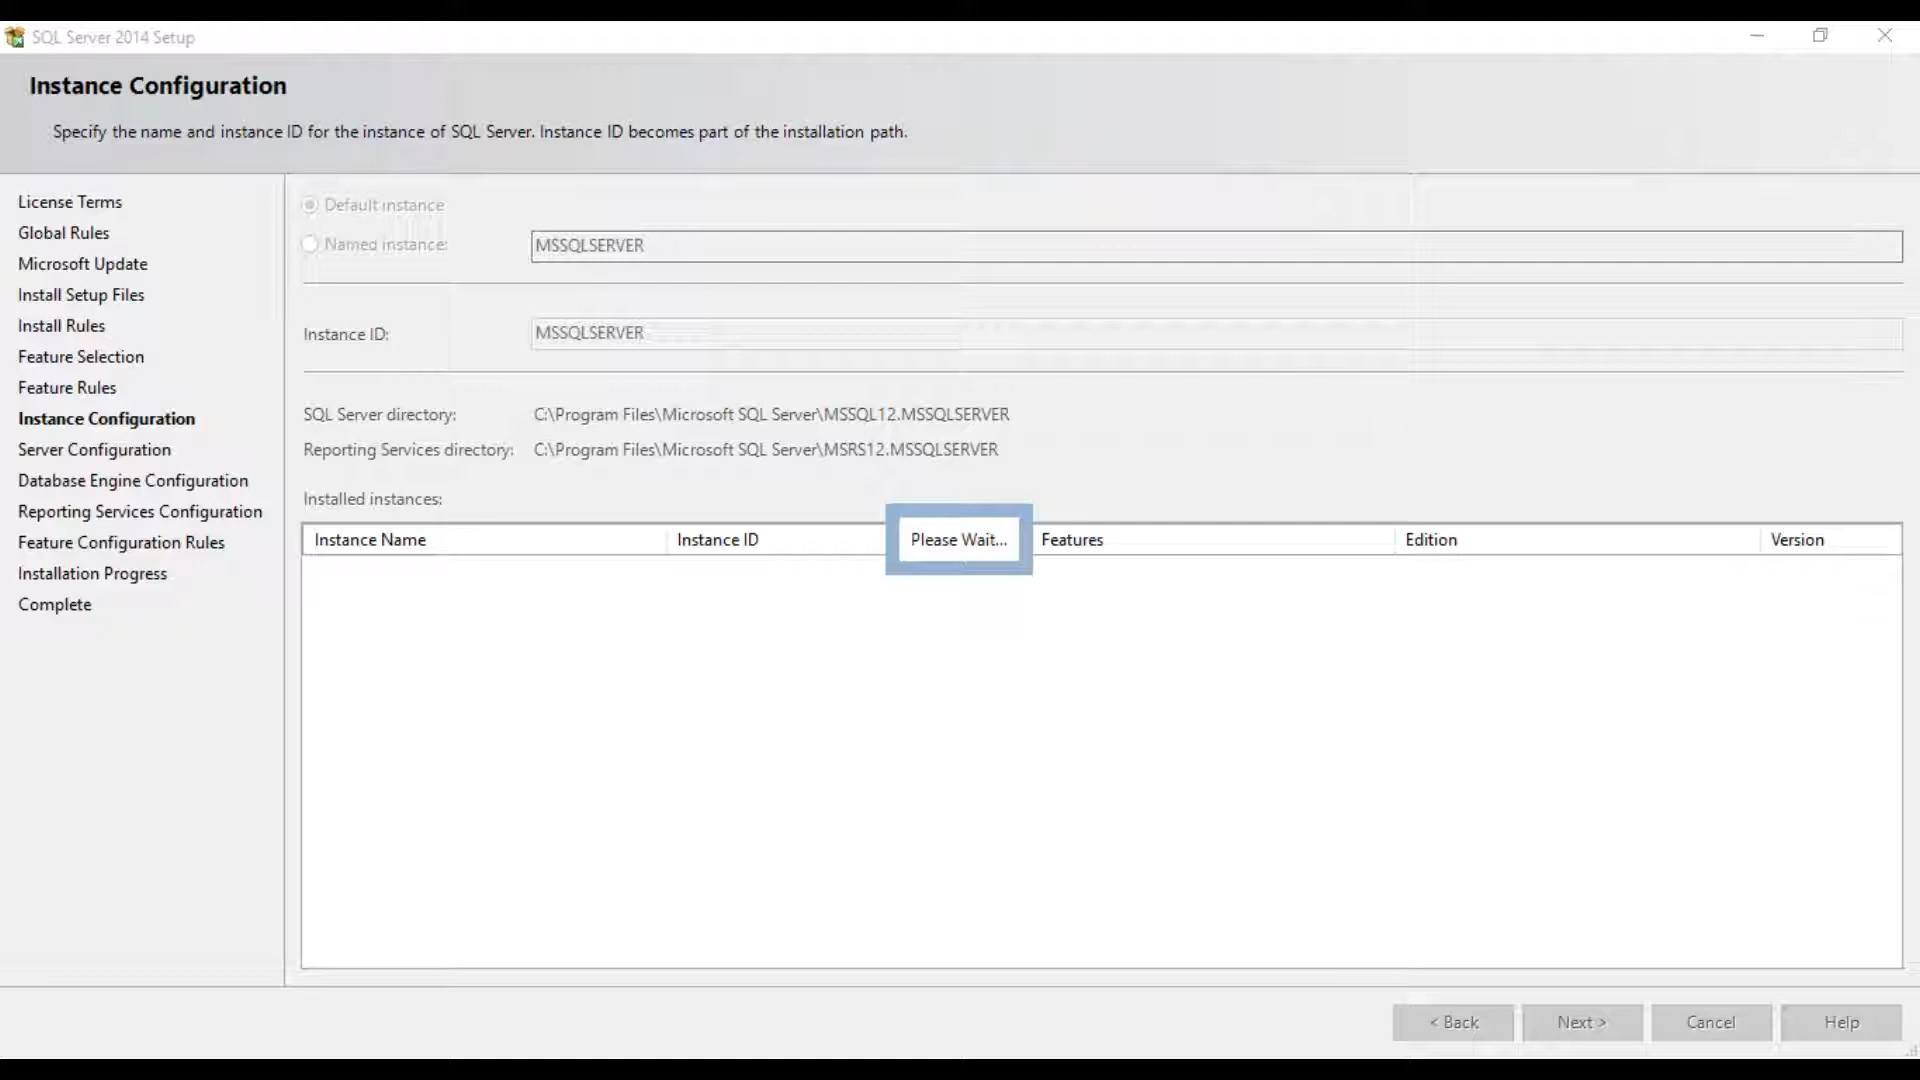 SQL Server 2014 Setup
Instance Configuration
Specify the name and instance ID for the instance of SQL Server. Instance ID becomes part of the installation path.
License Terms
Global Rules
Microsoft Update
Install Setup Files
Install Rules
Feature Selection
Feature Rules
Instance Configuration
Server Configuration
Database Engine Configuration
Reporting Services Configuration
Feature Configuration Rules
Installation Progress
Complete
Default instance
Named instance: MSSQLSERVER
Instance ID: MSSQLSERVER
SQL Server directory: C:\Program Files\Microsoft SQL Server\MSSQL12.MSSQLSERVER
Reporting Services directory: C:\Program Files\Microsoft SQL Server\MSRS12.MSSQLSERVER
Installed instances:
Instance Name Instance ID Please Wait... Features Edition Version
< Back Next > Cancel Help